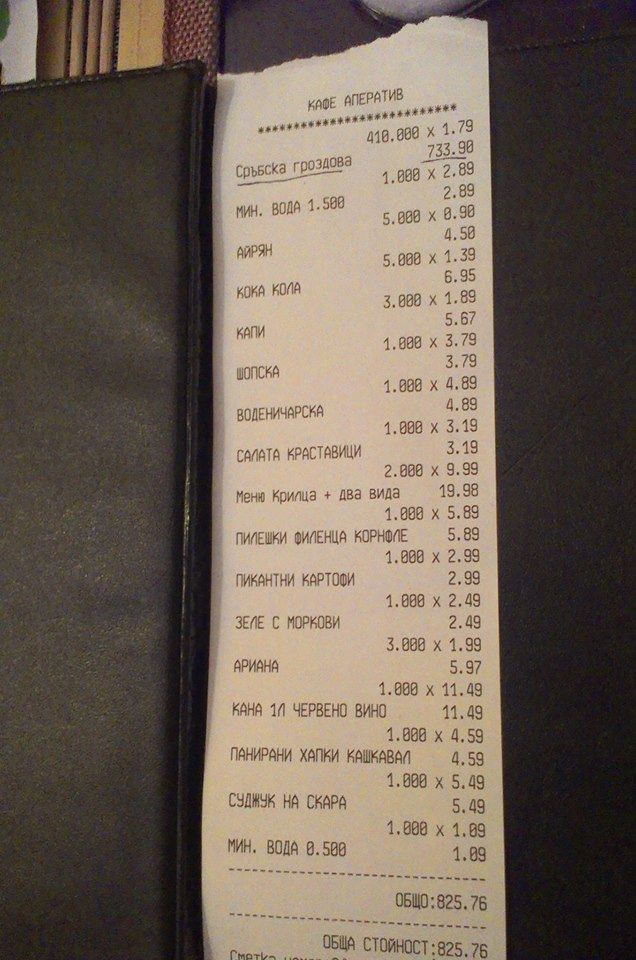 КАФЕ АПЕРАТИВ
***************************
410.000 x 1.79
Сръбска гроздова 733.90
1.000 x 2.89
МИН. ВОДА 1.500 2.89
5.000 x 0.90
АЙРЯН 4.50
5.000 x 1.39
КОКА КОЛА 6.95
3.000 x 1.89
КАПИ 5.67
1.000 x 3.79
ШОПСКА 3.79
1.000 x 4.89
ВОДЕНИЧАРСКА 4.89
1.000 x 3.19
САЛАТА КРАСТАВИЦИ 3.19
2.000 x 9.99
Меню Крилца + два вида 19.98
1.000 x 5.89
ПИЛЕШКИ ФИЛЕНЦА КОРНФЛЕ 5.89
1.000 x 2.99
ПИКАНТНИ КАРТОФИ 2.99
1.000 x 2.49
ЗЕЛЕ С МОРКОВИ 2.49
3.000 x 1.99
АРИАНА 5.97
1.000 x 11.49
КАНА 1Л ЧЕРВЕНО ВИНО 11.49
1.000 x 4.59
ПАНИРАНИ ХАПКИ КАШКАВАЛ 4.59
1.000 x 5.49
СУДЖУК НА СКАРА 5.49
1.000 x 1.09
МИН. ВОДА 0.500 1.09
ОБЩО:825.76
ОБЩА СТОЙНОСТ:825.76
Сметка